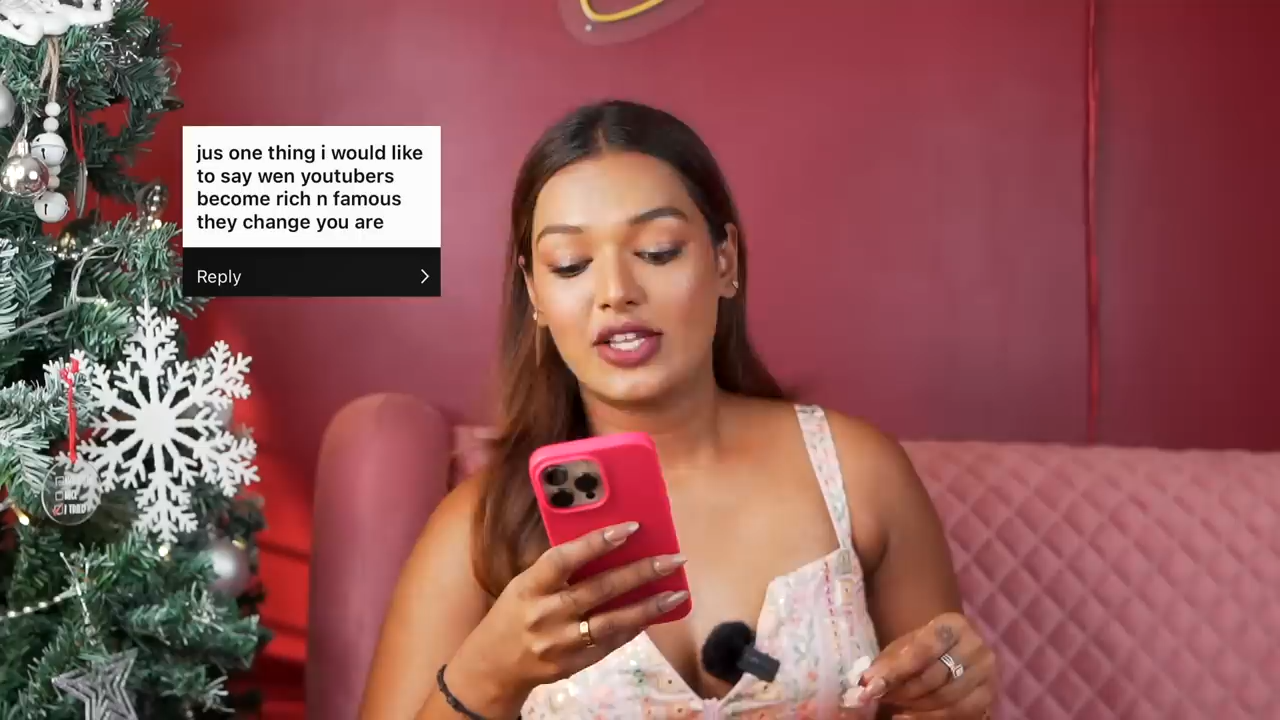 jus one thing i would like
to say wen youtubers
become rich n famous
they change you are
Reply